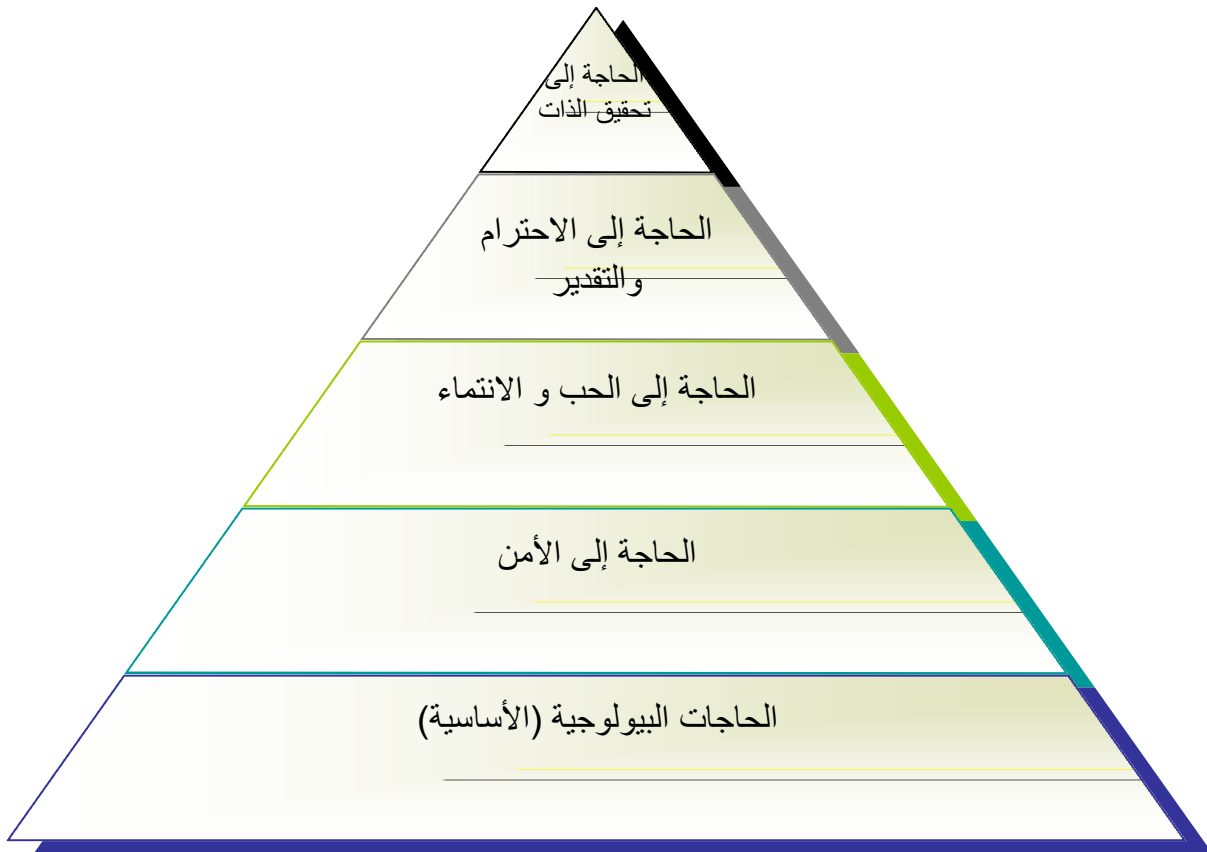 الحاجة إلى
تحقيق الذات
الحاجة إلى الاحترام
والتقدير
الحاجة إلى الحب و الانتماء
الحاجة إلى الأمن
الحاجات البيولوجية (الأساسية)